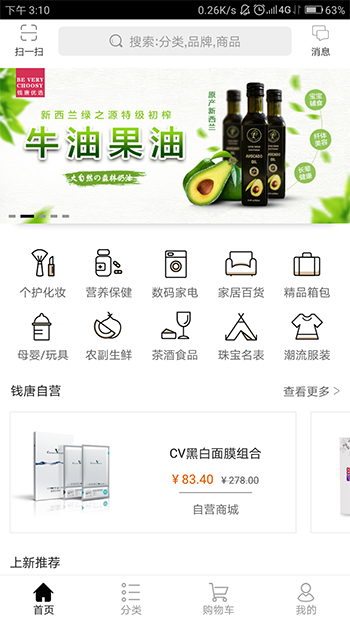 下午 3:10
0.26K/s
4G
63%
扫一扫
搜索:分类,品牌,商品
消息
BE VERY
CHOOSY
钱唐优选
新西兰绿之源特级初榨
牛油果油
大自然の森林奶油
原产新西兰
AVOCADO
OIL
宝宝
辅食
纤体
美容
长辈
健康
个护化妆
营养保健
数码家电
家居百货
精品箱包
母婴/玩具
农副生鲜
茶酒食品
珠宝名表
潮流服装
钱唐自营
查看更多 >
CV黑白面膜组合
¥ 83.40 ¥278.00
自营商城
上新推荐
首页
分类
购物车
我的